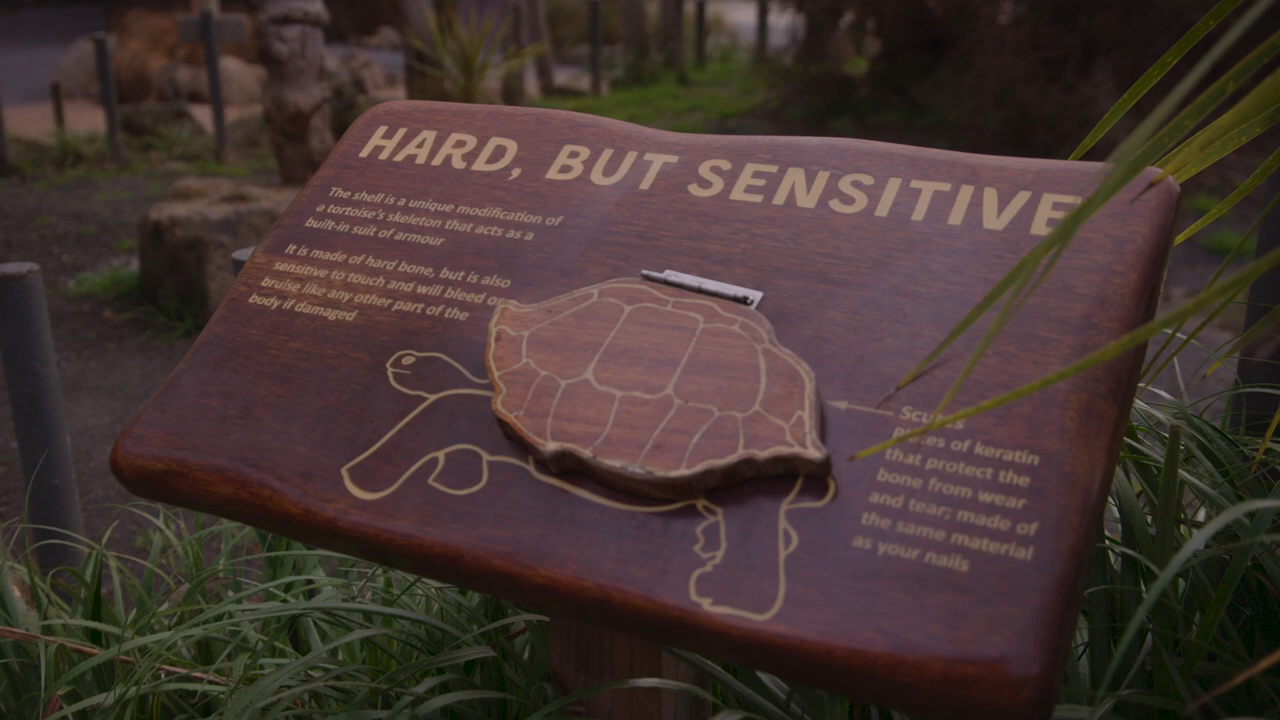 HARD, BUT SENSITIVE
The shell is a unique modification of
a tortoise's skeleton that acts as a
built-in suit of armour
It is made of hard bone, but is also
sensitive to touch and will bleed or
bruise like any other part of the
body if damaged
Scutes
Plates of keratin
that protect the
bone from wear
and tear; made of
the same material
as your nails